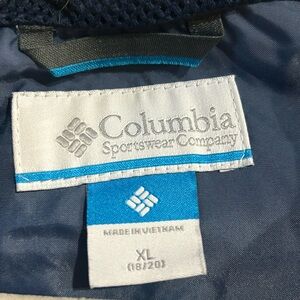 Columbia
Sportswear Company
MADE IN VIETNAM
XL
(18/20)